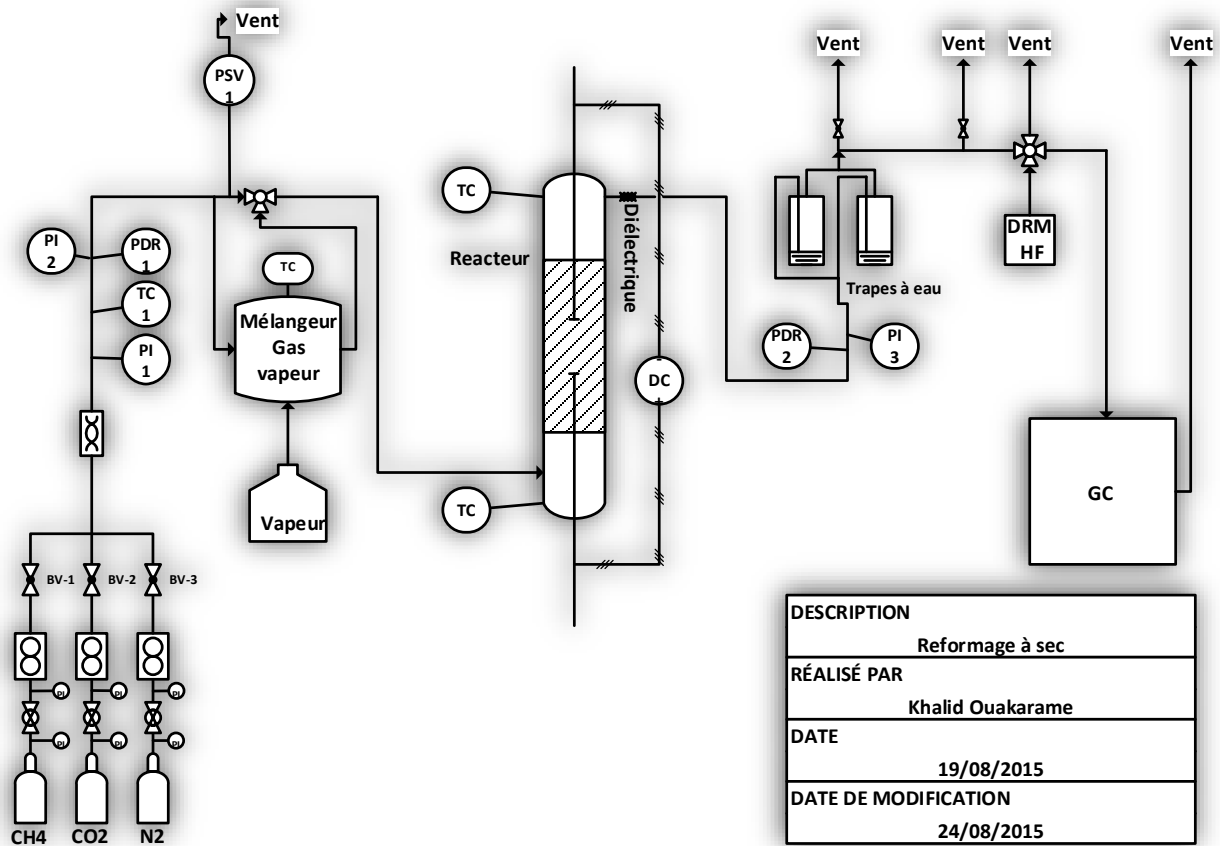 Vent
PSV
1
Vent
Vent
Vent
Vent
TC
PI
2
PDR
1
TC
1
PI
1
TC
Mélangeur
Gas
vapeur
Vapeur
Reacteur
Diélectrique
TC
DC
DRM
HF
Trapes à eau
PDR
2
PI
3
GC
BV-1
BV-2
BV-3
PI
PI
PI
PI
PI
PI
CH4
CO2
N2
DESCRIPTION
Reformage à sec
RÉALISÉ PAR
Khalid Ouakarame
DATE
19/08/2015
DATE DE MODIFICATION
24/08/2015